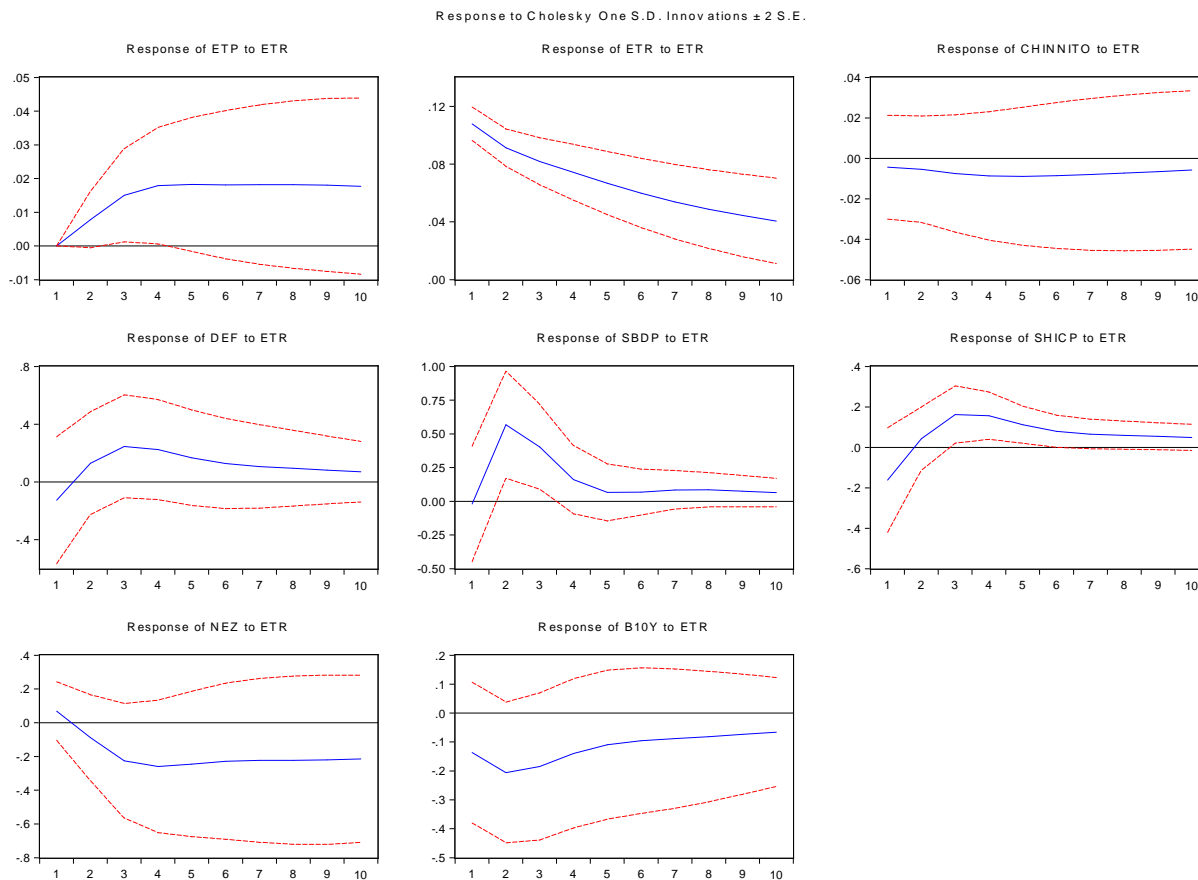 Response to Cholesky One S.D. Innovations ± 2 S.E.
Response of ETP to ETR
.05
.04
.03
.02
.01
.00
-.01
1 2 3 4 5 6 7 8 9 10
Response of ETR to ETR
.12
.08
.04
.00
1 2 3 4 5 6 7 8 9 10
Response of CHINNITO to ETR
.04
.02
.00
-.02
-.04
-.06
1 2 3 4 5 6 7 8 9 10
Response of DEF to ETR
.8
.4
.0
-.4
1 2 3 4 5 6 7 8 9 10
Response of SBDP to ETR
1.00
0.75
0.50
0.25
0.00
-0.25
-0.50
1 2 3 4 5 6 7 8 9 10
Response of SHICP to ETR
.4
.2
.0
-.2
-.4
-.6
1 2 3 4 5 6 7 8 9 10
Response of NEZ to ETR
.4
.2
.0
-.2
-.4
-.6
-.8
1 2 3 4 5 6 7 8 9 10
Response of B10Y to ETR
.2
.1
.0
-.1
-.2
-.3
-.4
-.5
1 2 3 4 5 6 7 8 9 10